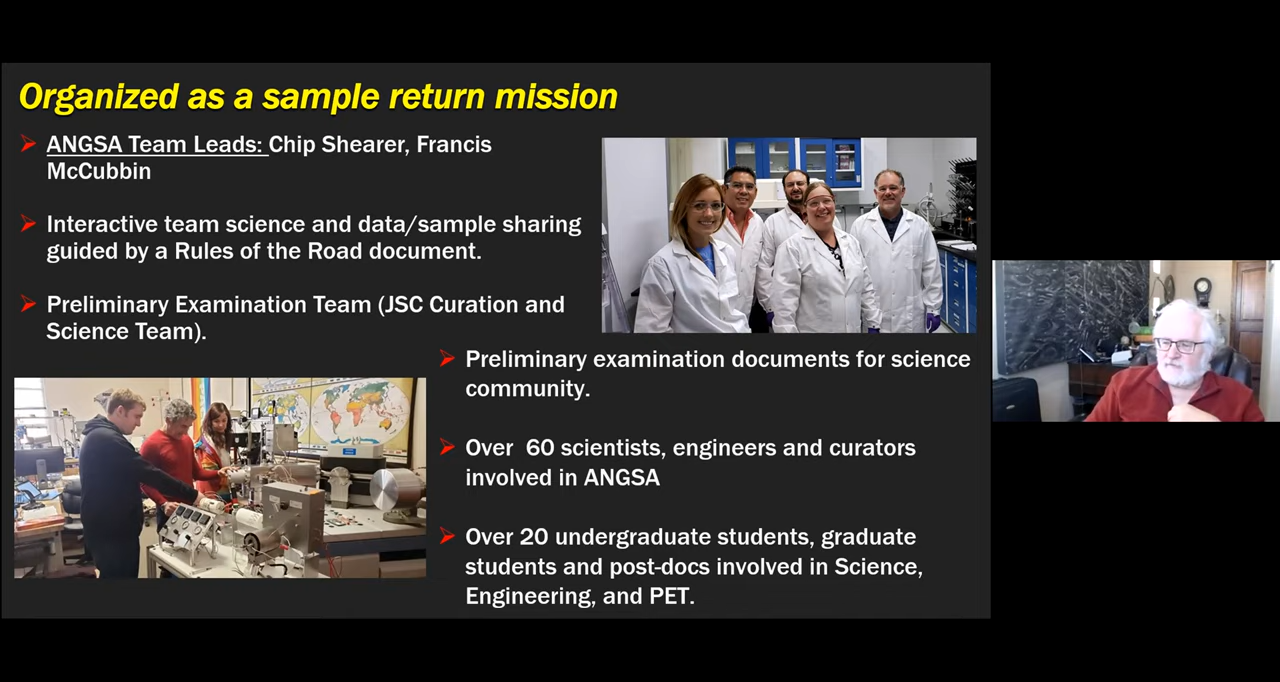 Organized as a sample return mission
ANGSA Team Leads: Chip Shearer, Francis
McCubbin
Interactive team science and data/sample sharing
guided by a Rules of the Road document.
Preliminary Examination Team (JSC Curation and
Science Team).
Preliminary examination documents for science
community.
Over 60 scientists, engineers and curators
involved in ANGSA
Over 20 undergraduate students, graduate
students and post-docs involved in Science,
Engineering, and PET.